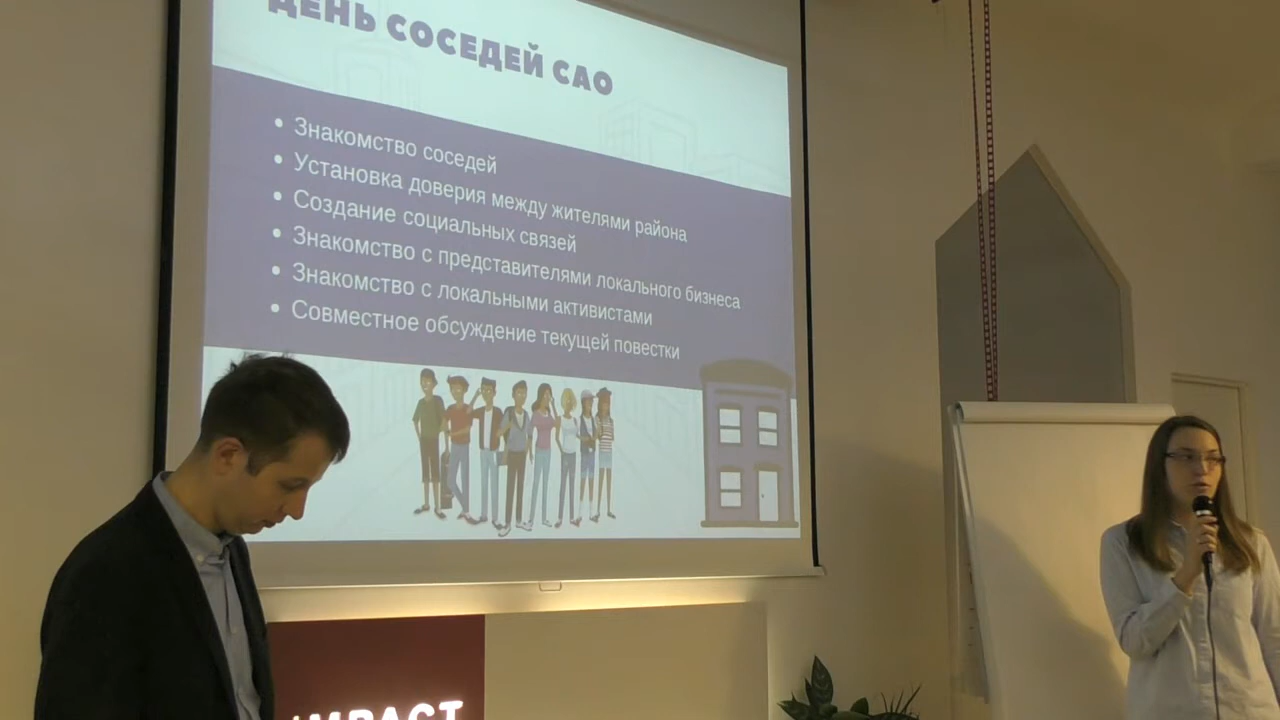 ДЕНЬ СОСЕДЕЙ САО
• Знакомство соседей
• Установка доверия между жителями района
• Создание социальных связей
• Знакомство с представителями локального бизнеса
• Знакомство с локальными активистами
• Совместное обсуждение текущей повестки
IMPACT